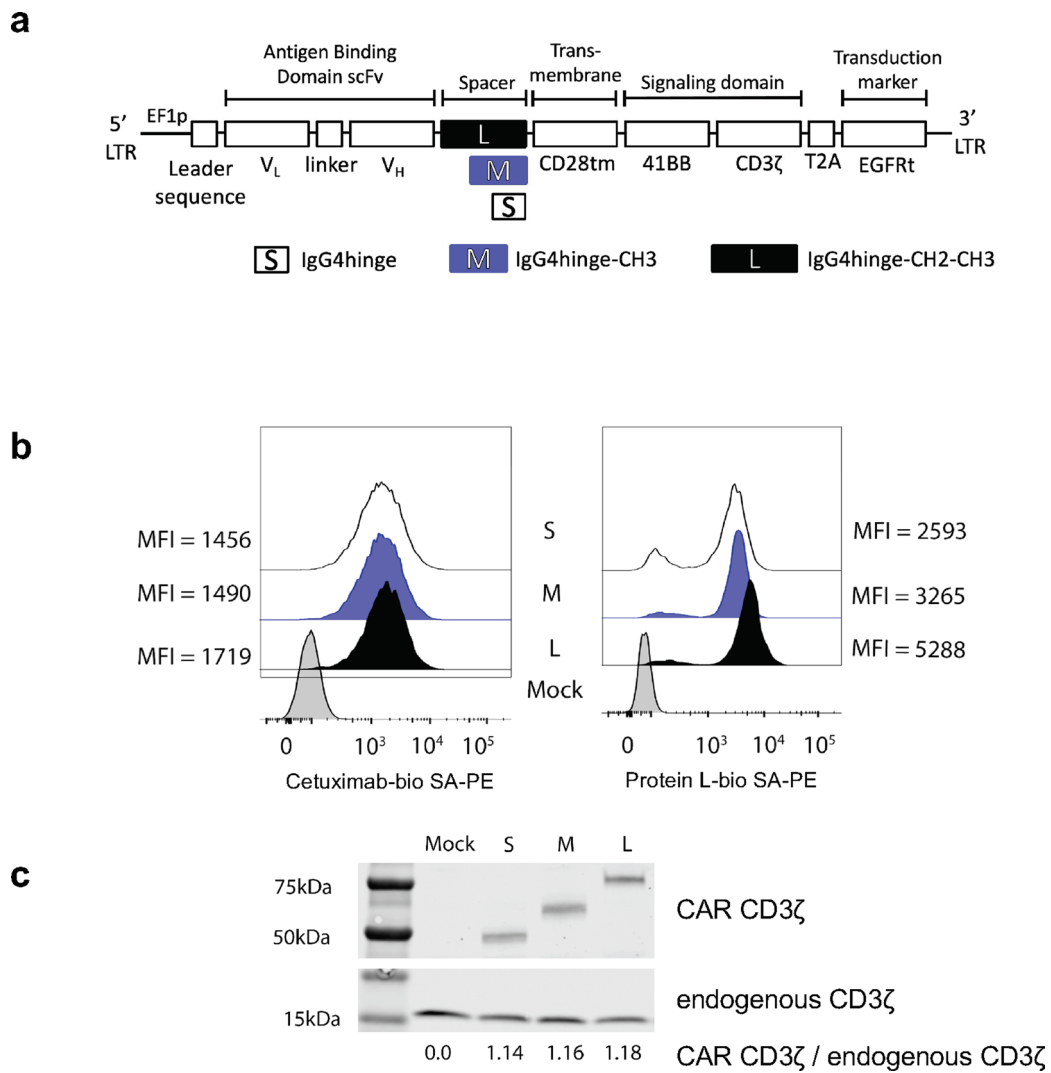 a
Antigen Binding
Domain scFv
Spacer
Trans-
membrane
Signaling domain
Transduction
marker
5'
LTR
EF1p
L
3'
LTR
Leader
sequence
VL
linker
VH
M
CD28tm
41BB
CD3ζ
T2A
EGFRt
S
S IgG4hinge
M IgG4hinge-CH3
L IgG4hinge-CH2-CH3
b
MFI = 1456
S
MFI = 2593
MFI = 1490
M
MFI = 3265
MFI = 1719
L
MFI = 5288
Mock
0 10³ 10⁴ 10⁵
0 10³ 10⁴ 10⁵
Cetuximab-bio SA-PE
Protein L-bio SA-PE
c
Mock S M L
75kDa
CAR CD3ζ
50kDa
endogenous CD3ζ
15kDa
0.0 1.14 1.16 1.18 CAR CD3ζ / endogenous CD3ζ